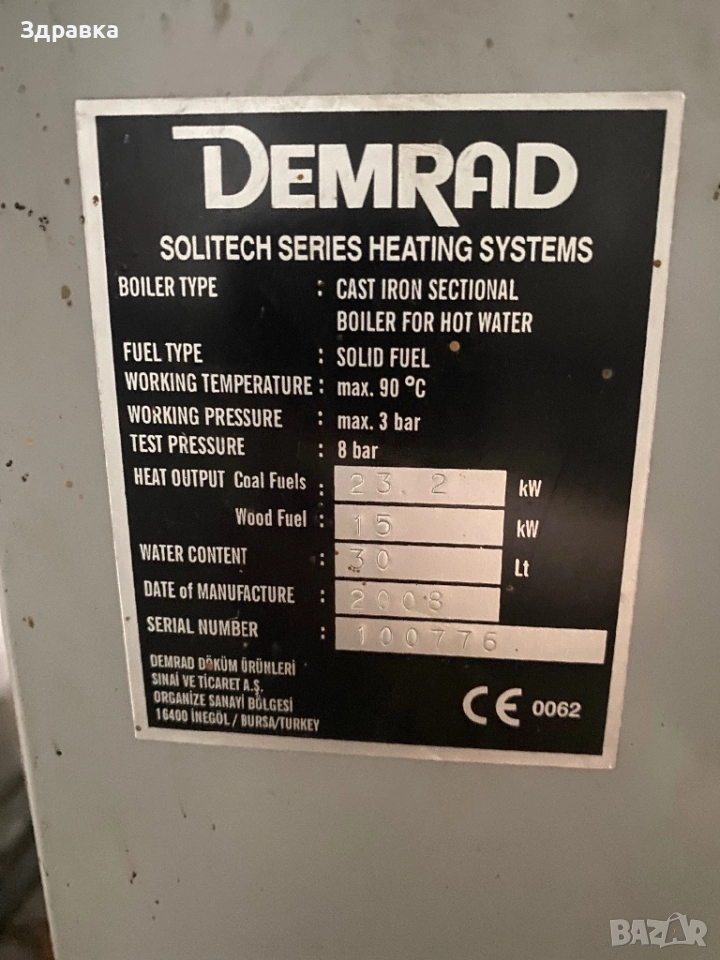 Здравка
DEMRAD
SOLITECH SERIES HEATING SYSTEMS
BOILER TYPE : CAST IRON SECTIONAL
BOILER FOR HOT WATER
FUEL TYPE : SOLID FUEL
WORKING TEMPERATURE : max. 90 °C
WORKING PRESSURE : max. 3 bar
TEST PRESSURE : 8 bar
HEAT OUTPUT Coal Fuels : 23.2 kW
Wood Fuel : 15 kW
WATER CONTENT : 30 Lt
DATE of MANUFACTURE : 2008
SERIAL NUMBER : 100776
DEMRAD DÖKÜM ÜRÜNLERİ
SINAI VE TİCARET A.Ş.
ORGANİZE SANAYİ BÖLGESİ
16400 İNEGÖL / BURSA/TURKEY
CE 0062
BAZAR